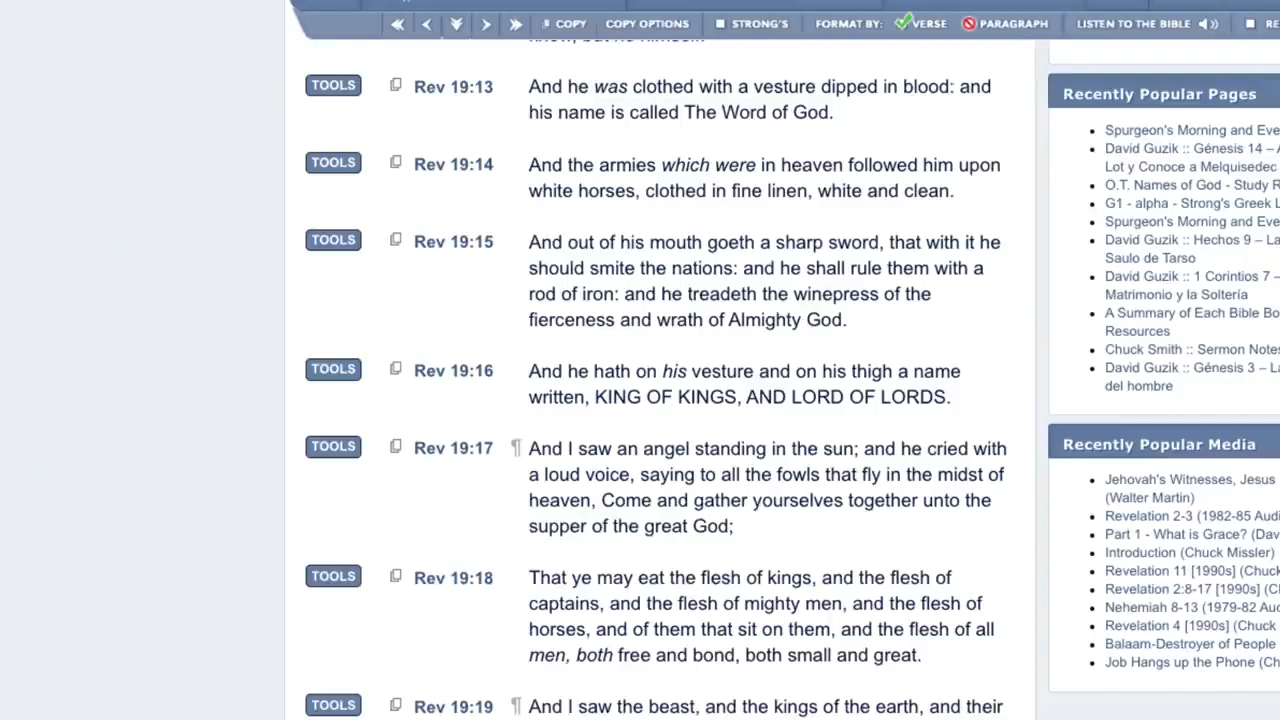 COPY COPY OPTIONS STRONG'S FORMAT BY: VERSE PARAGRAPH LISTEN TO THE BIBLE RE
TOOLS Rev 19:13 And he was clothed with a vesture dipped in blood: and
his name is called The Word of God.
TOOLS Rev 19:14 And the armies which were in heaven followed him upon
white horses, clothed in fine linen, white and clean.
TOOLS Rev 19:15 And out of his mouth goeth a sharp sword, that with it he
should smite the nations: and he shall rule them with a
rod of iron: and he treadeth the winepress of the
fierceness and wrath of Almighty God.
TOOLS Rev 19:16 And he hath on his vesture and on his thigh a name
written, KING OF KINGS, AND LORD OF LORDS.
TOOLS Rev 19:17 ¶ And I saw an angel standing in the sun; and he cried with
a loud voice, saying to all the fowls that fly in the midst of
heaven, Come and gather yourselves together unto the
supper of the great God;
TOOLS Rev 19:18 That ye may eat the flesh of kings, and the flesh of
captains, and the flesh of mighty men, and the flesh of
horses, and of them that sit on them, and the flesh of all
men, both free and bond, both small and great.
TOOLS Rev 19:19 ¶ And I saw the beast, and the kings of the earth, and their
Recently Popular Pages
Spurgeon's Morning and Eve
David Guzik :: Génesis 14 – A
Lot y Conoce a Melquisedec
O.T. Names of God - Study R
G1 - alpha - Strong's Greek L
Spurgeon's Morning and Eve
David Guzik :: Hechos 9 – La
Saulo de Tarso
David Guzik :: 1 Corintios 7 –
Matrimonio y la Soltería
A Summary of Each Bible Bo
Resources
Chuck Smith :: Sermon Notes
David Guzik :: Génesis 3 – La
del hombre
Recently Popular Media
Jehovah's Witnesses, Jesus
(Walter Martin)
Revelation 2-3 (1982-85 Audi
Part 1 - What is Grace? (Dav
Introduction (Chuck Missler)
Revelation 11 [1990s] (Chuck
Revelation 2:8-17 [1990s] (C
Nehemiah 8-13 (1979-82 Aud
Revelation 4 [1990s] (Chuck
Balaam-Destroyer of People
Job Hangs up the Phone (Ch